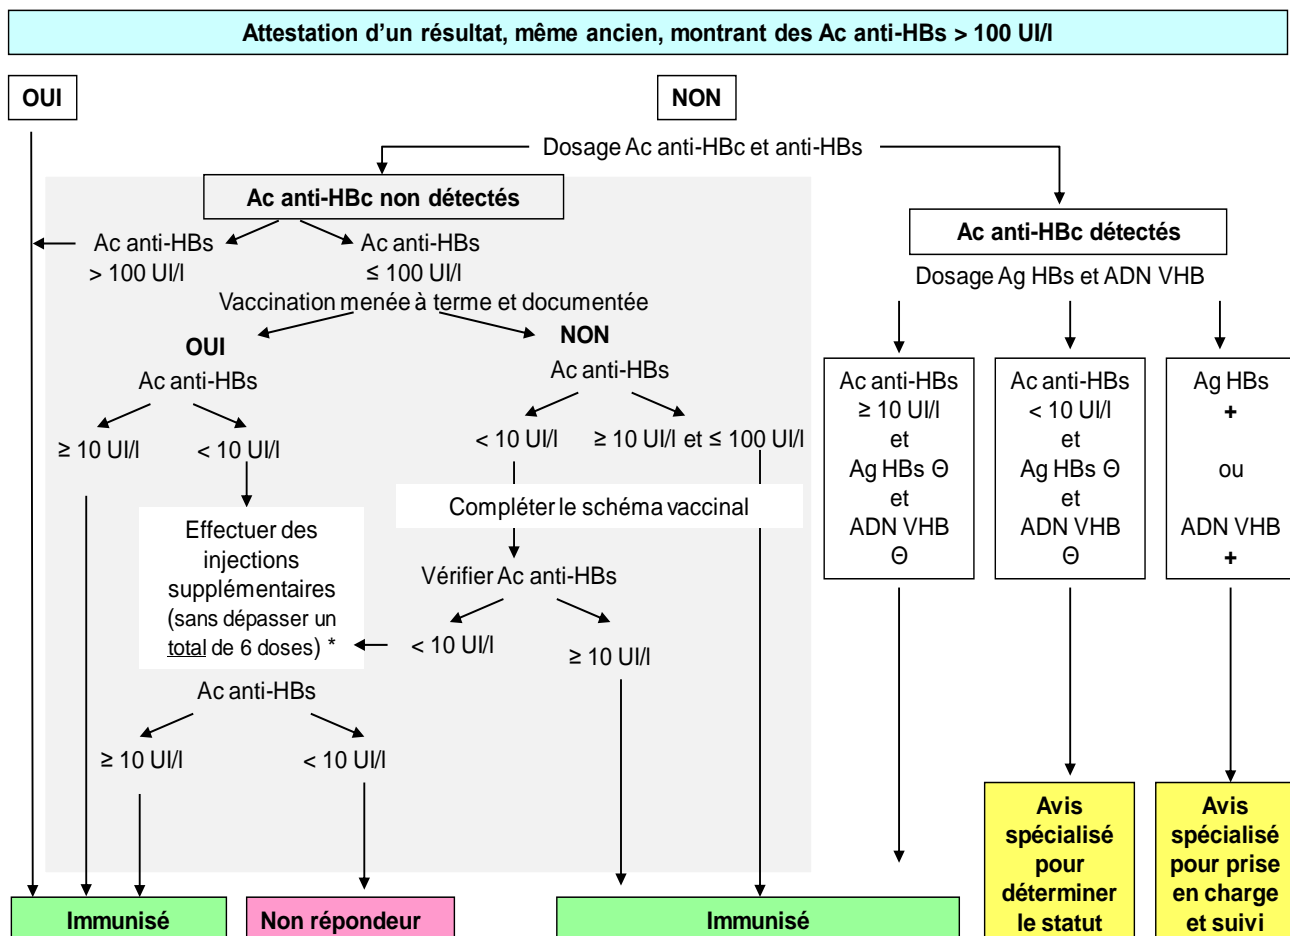 Attestation d'un résultat, même ancien, montrant des Ac anti-HBs > 100 UI/l
OUI
NON
Dosage Ac anti-HBc et anti-HBs
Ac anti-HBc non détectés
Ac anti-HBs
> 100 UI/l
Ac anti-HBs
≤ 100 UI/l
Vaccination menée à terme et documentée
OUI
Ac anti-HBs
≥ 10 UI/l
< 10 UI/l
NON
Ac anti-HBs
< 10 UI/l
≥ 10 UI/l et ≤ 100 UI/l
Effectuer des
injections
supplémentaires
(sans dépasser un
total de 6 doses) *
Compléter le schéma vaccinal
Vérifier Ac anti-HBs
< 10 UI/l
≥ 10 UI/l
Ac anti-HBs
≥ 10 UI/l
< 10 UI/l
Ac anti-HBc détectés
Dosage Ag HBs et ADN VHB
Ac anti-HBs
≥ 10 UI/l
et
Ag HBs Θ
et
ADN VHB
Θ
Ac anti-HBs
< 10 UI/l
et
Ag HBs Θ
et
ADN VHB
Θ
Ag HBs
+
ou
ADN VHB
+
Immunisé
Non répondeur
Immunisé
Avis
spécialisé
pour
déterminer
le statut
Avis
spécialisé
pour prise
en charge
et suivi